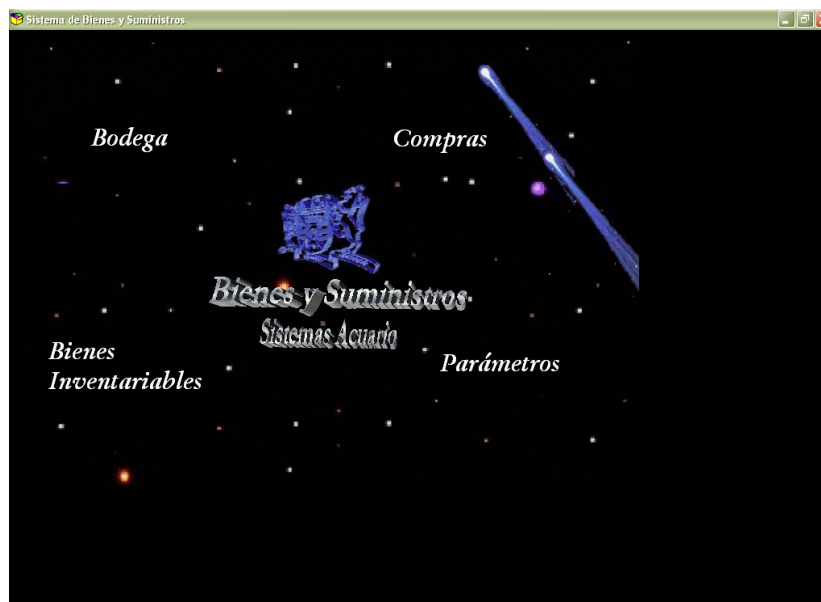 Sistema de Bienes y Suministros
Bodega
Compras
Bienes y Suministros
Sistemas Acuario
Bienes
Inventariables
Parámetros